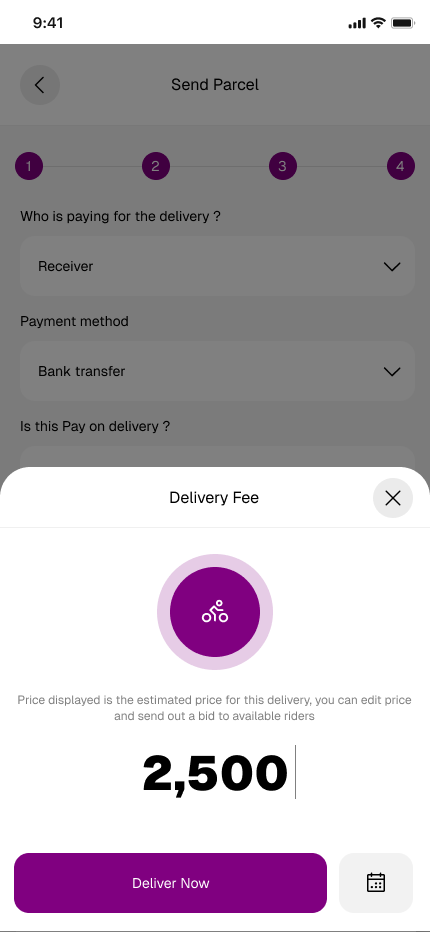 9:41
Send Parcel
1 2 3 4
Who is paying for the delivery ?
Receiver
Payment method
Bank transfer
Is this Pay on delivery ?
Delivery Fee
Price displayed is the estimated price for this delivery, you can edit price
and send out a bid to available riders
2,500
Deliver Now